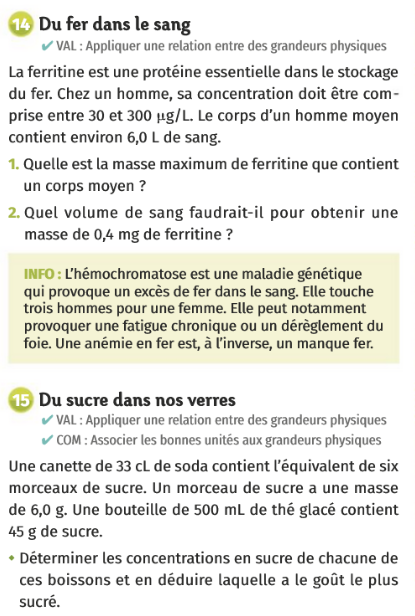 14 Du fer dans le sang
✔ VAL : Appliquer une relation entre des grandeurs physiques
La ferritine est une protéine essentielle dans le stockage
du fer. Chez un homme, sa concentration doit être com-
prise entre 30 et 300 µg/L. Le corps d’un homme moyen
contient environ 6,0 L de sang.
1. Quelle est la masse maximum de ferritine que contient
un corps moyen ?
2. Quel volume de sang faudrait-il pour obtenir une
masse de 0,4 mg de ferritine ?
INFO : L’hémochromatose est une maladie génétique
qui provoque un excès de fer dans le sang. Elle touche
trois hommes pour une femme. Elle peut notamment
provoquer une fatigue chronique ou un dérèglement du
foie. Une anémie en fer est, à l’inverse, un manque fer.
15 Du sucre dans nos verres
✔ VAL : Appliquer une relation entre des grandeurs physiques
✔ COM : Associer les bonnes unités aux grandeurs physiques
Une canette de 33 cL de soda contient l’équivalent de six
morceaux de sucre. Un morceau de sucre a une masse
de 6,0 g. Une bouteille de 500 mL de thé glacé contient
45 g de sucre.
• Déterminer les concentrations en sucre de chacune de
ces boissons et en déduire laquelle a le goût le plus
sucré.